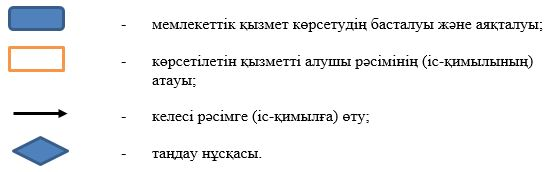 - мемлекеттік қызмет көрсетудің басталуы және аяқталуы;
- көрсетілетін қызметті алушы рәсімінің (іс-қимылының)
атауы;
- келесі рәсімге (іс-қимылға) өту;
- таңдау нұсқасы.